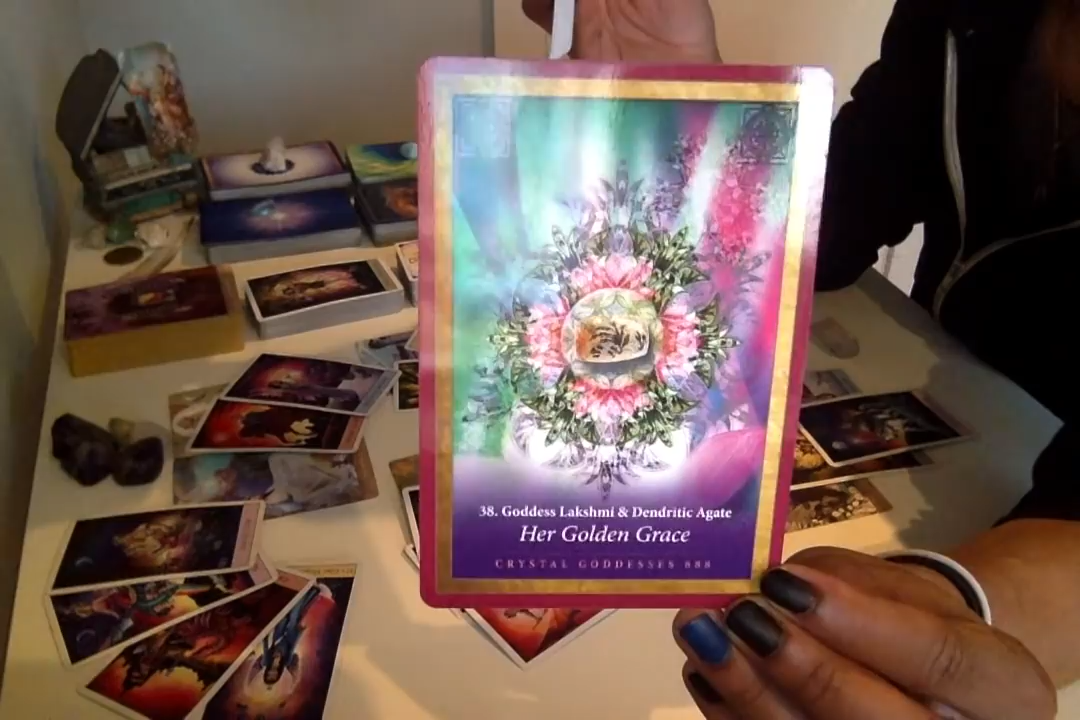 38. Goddess Lakshmi & Dendritic Agate
Her Golden Grace
CRYSTAL GODDESSES 888